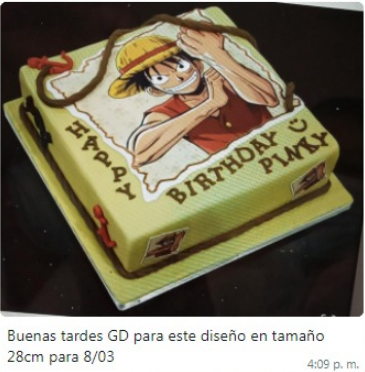 HAPPY
BIRTHDAY
PINKY
Buenas tardes GD para este diseño en tamaño
28cm para 8/03
4:09 p. m.